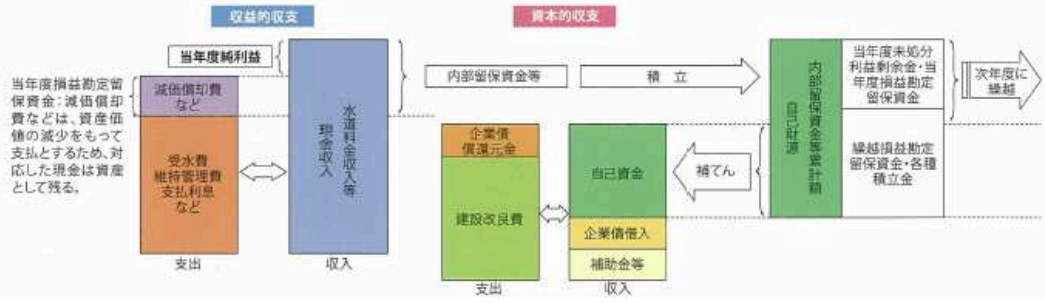 収益的収支
資本的収支
当年度純利益
当年度損益勘定留
保資金：減価償却
費などは、資産価
値の減少をもって
支払とするため、対
応した現金は資産
として残る。
減価償却費
など
受水費
維持管理費
支払利息
など
支出
水道料金収入等
現金収入
収入
内部留保資金等
積立
企業債
償還元金
建設改良費
支出
自己資金
企業債借入
補助金等
収入
補てん
内部留保資金等累計額
自己財源
当年度未処分
利益剰余金・当
年度損益勘定
留保資金
繰越損益勘定
留保資金・各種
積立金
次年度に
繰越